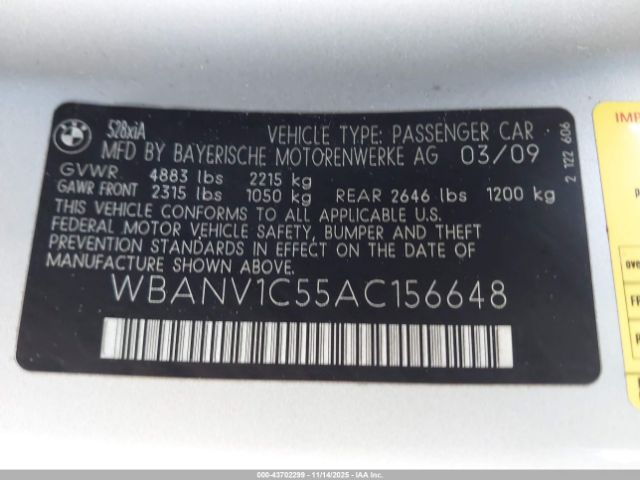 BMW
528xiA
VEHICLE TYPE: PASSENGER CAR
MFD BY BAYERISCHE MOTORENWERKE AG 03/09
GVWR 4883 lbs 2215 kg
GAWR FRONT 2315 lbs 1050 kg REAR 2646 lbs 1200 kg
THIS VEHICLE CONFORMS TO ALL APPLICABLE U.S.
FEDERAL MOTOR VEHICLE SAFETY, BUMPER AND THEFT
PREVENTION STANDARDS IN EFFECT ON THE DATE OF
MANUFACTURE SHOWN ABOVE.
WBANV1C55AC156648
2 122 606
IMP
over
000-43702299 - 11/14/2025 - IAA Inc.